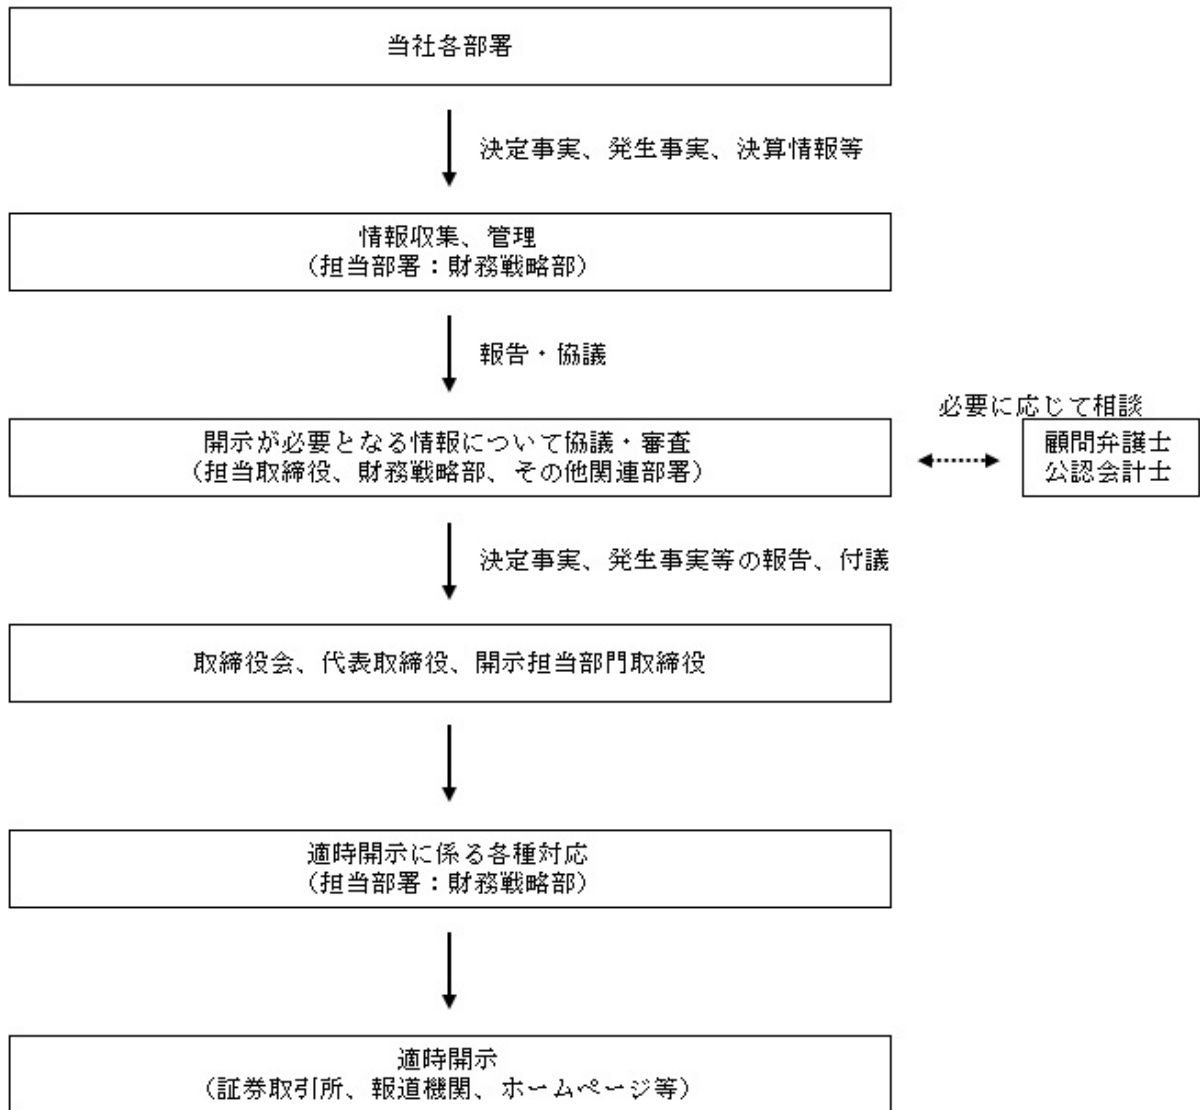 当社各部署
決定事実、発生事実、決算情報等
情報収集、管理
（担当部署：財務戦略部）
報告・協議
必要に応じて相談
開示が必要となる情報について協議・審査
（担当取締役、財務戦略部、その他関連部署）
顧問弁護士
公認会計士
決定事実、発生事実等の報告、付議
取締役会、代表取締役、開示担当部門取締役
適時開示に係る各種対応
（担当部署：財務戦略部）
適時開示
（証券取引所、報道機関、ホームページ等）